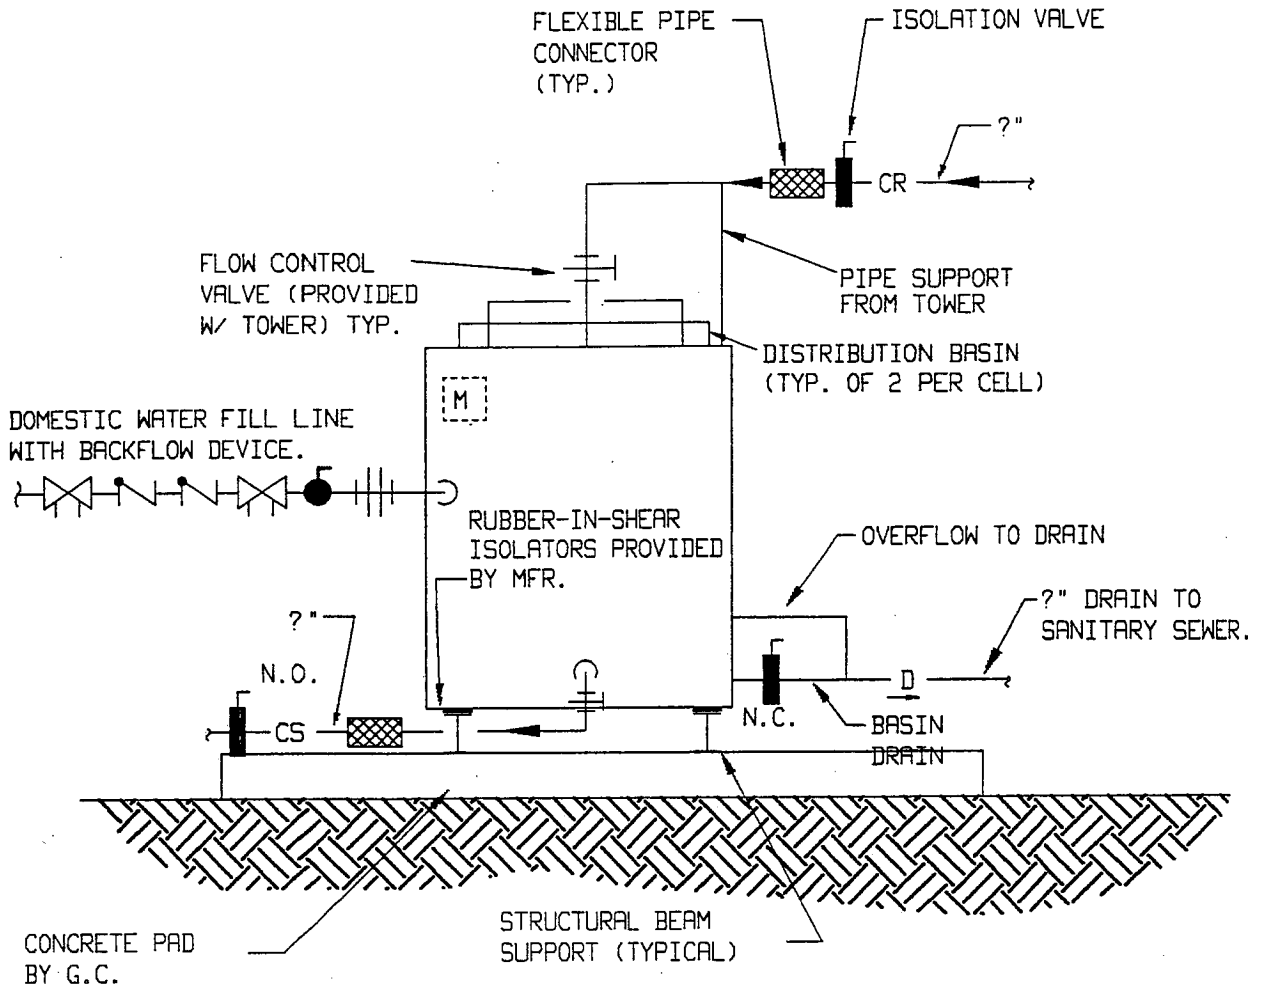 FLEXIBLE PIPE
CONNECTOR
(TYP.)
ISOLATION VALVE
?"
CR
FLOW CONTROL
VALVE (PROVIDED
W/ TOWER) TYP.
PIPE SUPPORT
FROM TOWER
DISTRIBUTION BASIN
(TYP. OF 2 PER CELL)
M
DOMESTIC WATER FILL LINE
WITH BACKFLOW DEVICE.
RUBBER-IN-SHEAR
ISOLATORS PROVIDED
BY MFR.
OVERFLOW TO DRAIN
?" DRAIN TO
SANITARY SEWER.
?"
N.O.
CS
D
N.C.
BASIN
DRAIN
STRUCTURAL BEAM
SUPPORT (TYPICAL)
CONCRETE PAD
BY G.C.